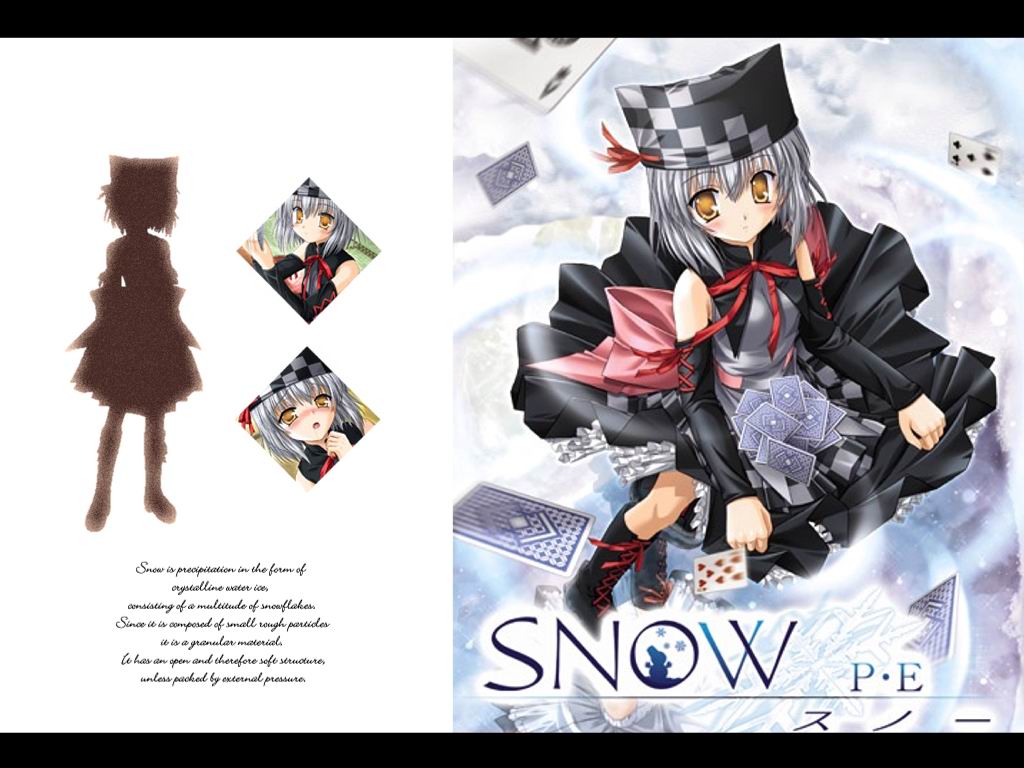 Snow is precipitation in the form of
crystalline water ice,
consisting of a multitude of snowflakes.
Since it is composed of small rough particles
it is a granular material.
It has an open and therefore soft structure,
unless packed by external pressure.
SNOW
P·E
スノー